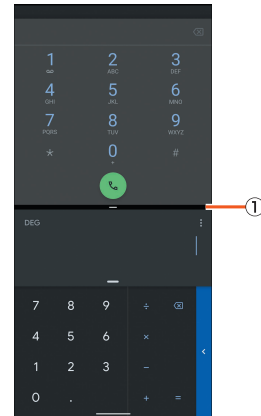 1 2 3
ABC DEF
4 5 6
GHI JKL MNO
7 8 9
PQRS TUV WXYZ
* 0 #
+
1
DEG
7 8 9 ÷
4 5 6 ×
1 2 3 −
0 . + =